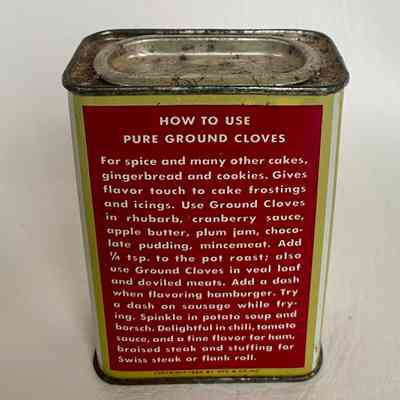 HOW TO USE
PURE GROUND CLOVES
For spice and many other cakes,
gingerbread and cookies. Gives
flavor touch to cake frostings
and icings. Use Ground Cloves
in rhubarb, cranberry sauce,
apple butter, plum jam, choco-
late pudding, mincemeat. Add
¼ tsp. to the pot roast; also
use Ground Cloves in veal loaf
and deviled meats. Add a dash
when flavoring hamburger. Try
a dash on sausage while fry-
ing. Spinkle in potato soup and
borsch. Delightful in chili, tomato
sauce, and a fine flavor for ham,
braised steak and stuffing for
Swiss steak or flank roll.
COPYRIGHT BY